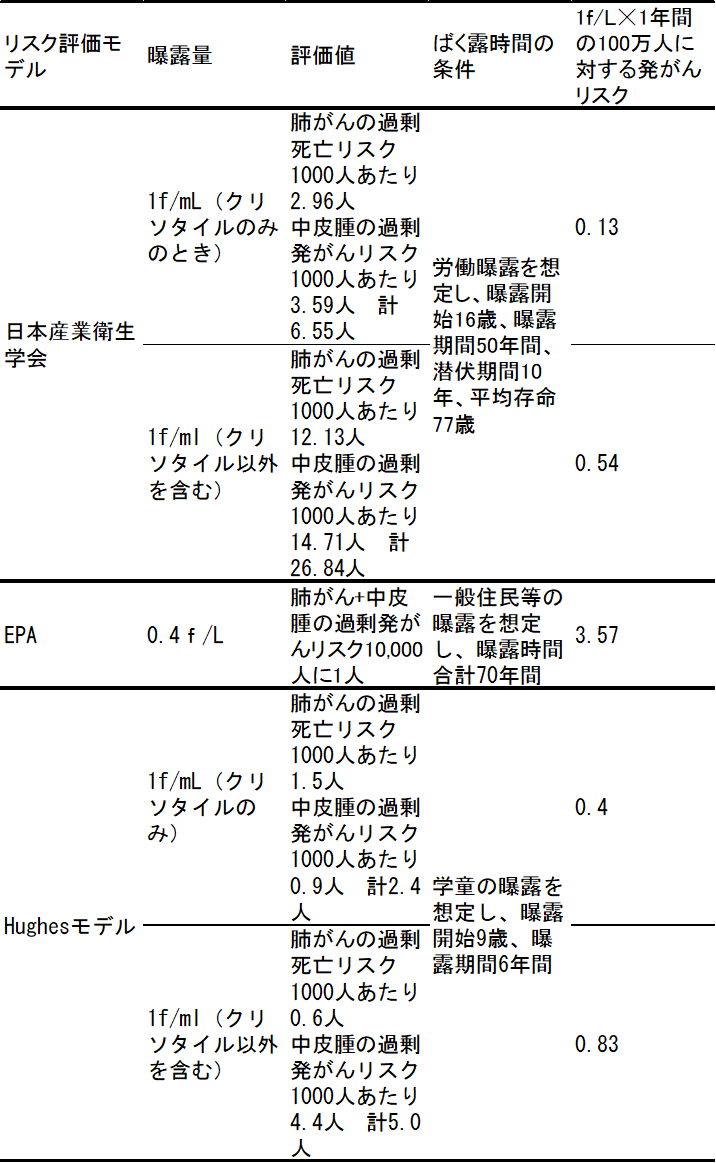 リスク評価モ
デル
曝露量
評価値
ばく露時間の
条件
1f/L×1年間
の100万人に
対する発がん
リスク
日本産業衛生
学会
1f/mL（クリ
ソタイルのみ
のとき）
肺がんの過剰
死亡リスク
1000人あたり
2.96人
中皮腫の過剰
発がんリスク
1000人あたり
3.59人　計
6.55人
労働曝露を想
定し、曝露開
始16歳、曝露
期間50年間、
潜伏期間10
年、平均存命
77歳
0.13
1f/ml（クリ
ソタイル以外
を含む）
肺がんの過剰
死亡リスク
1000人あたり
12.13人
中皮腫の過剰
発がんリスク
1000人あたり
14.71人　計
26.84人
0.54
EPA
0.4ｆ/L
肺がん+中皮
腫の過剰発が
んリスク10,000
人に1人
一般住民等の
曝露を想定
し、曝露時間
合計70年間
3.57
Hughesモデル
1f/mL（クリ
ソタイルの
み）
肺がんの過剰
死亡リスク
1000人あたり
1.5人
中皮腫の過剰
発がんリスク
1000人あたり
0.9人　計2.4
人
学童の曝露を
想定し、曝露
開始9歳、曝
露期間6年間
0.4
1f/ml（クリ
ソタイル以外
を含む）
肺がんの過剰
死亡リスク
1000人あたり
0.6人
中皮腫の過剰
発がんリスク
1000人あたり
4.4人　計5.0
人
0.83